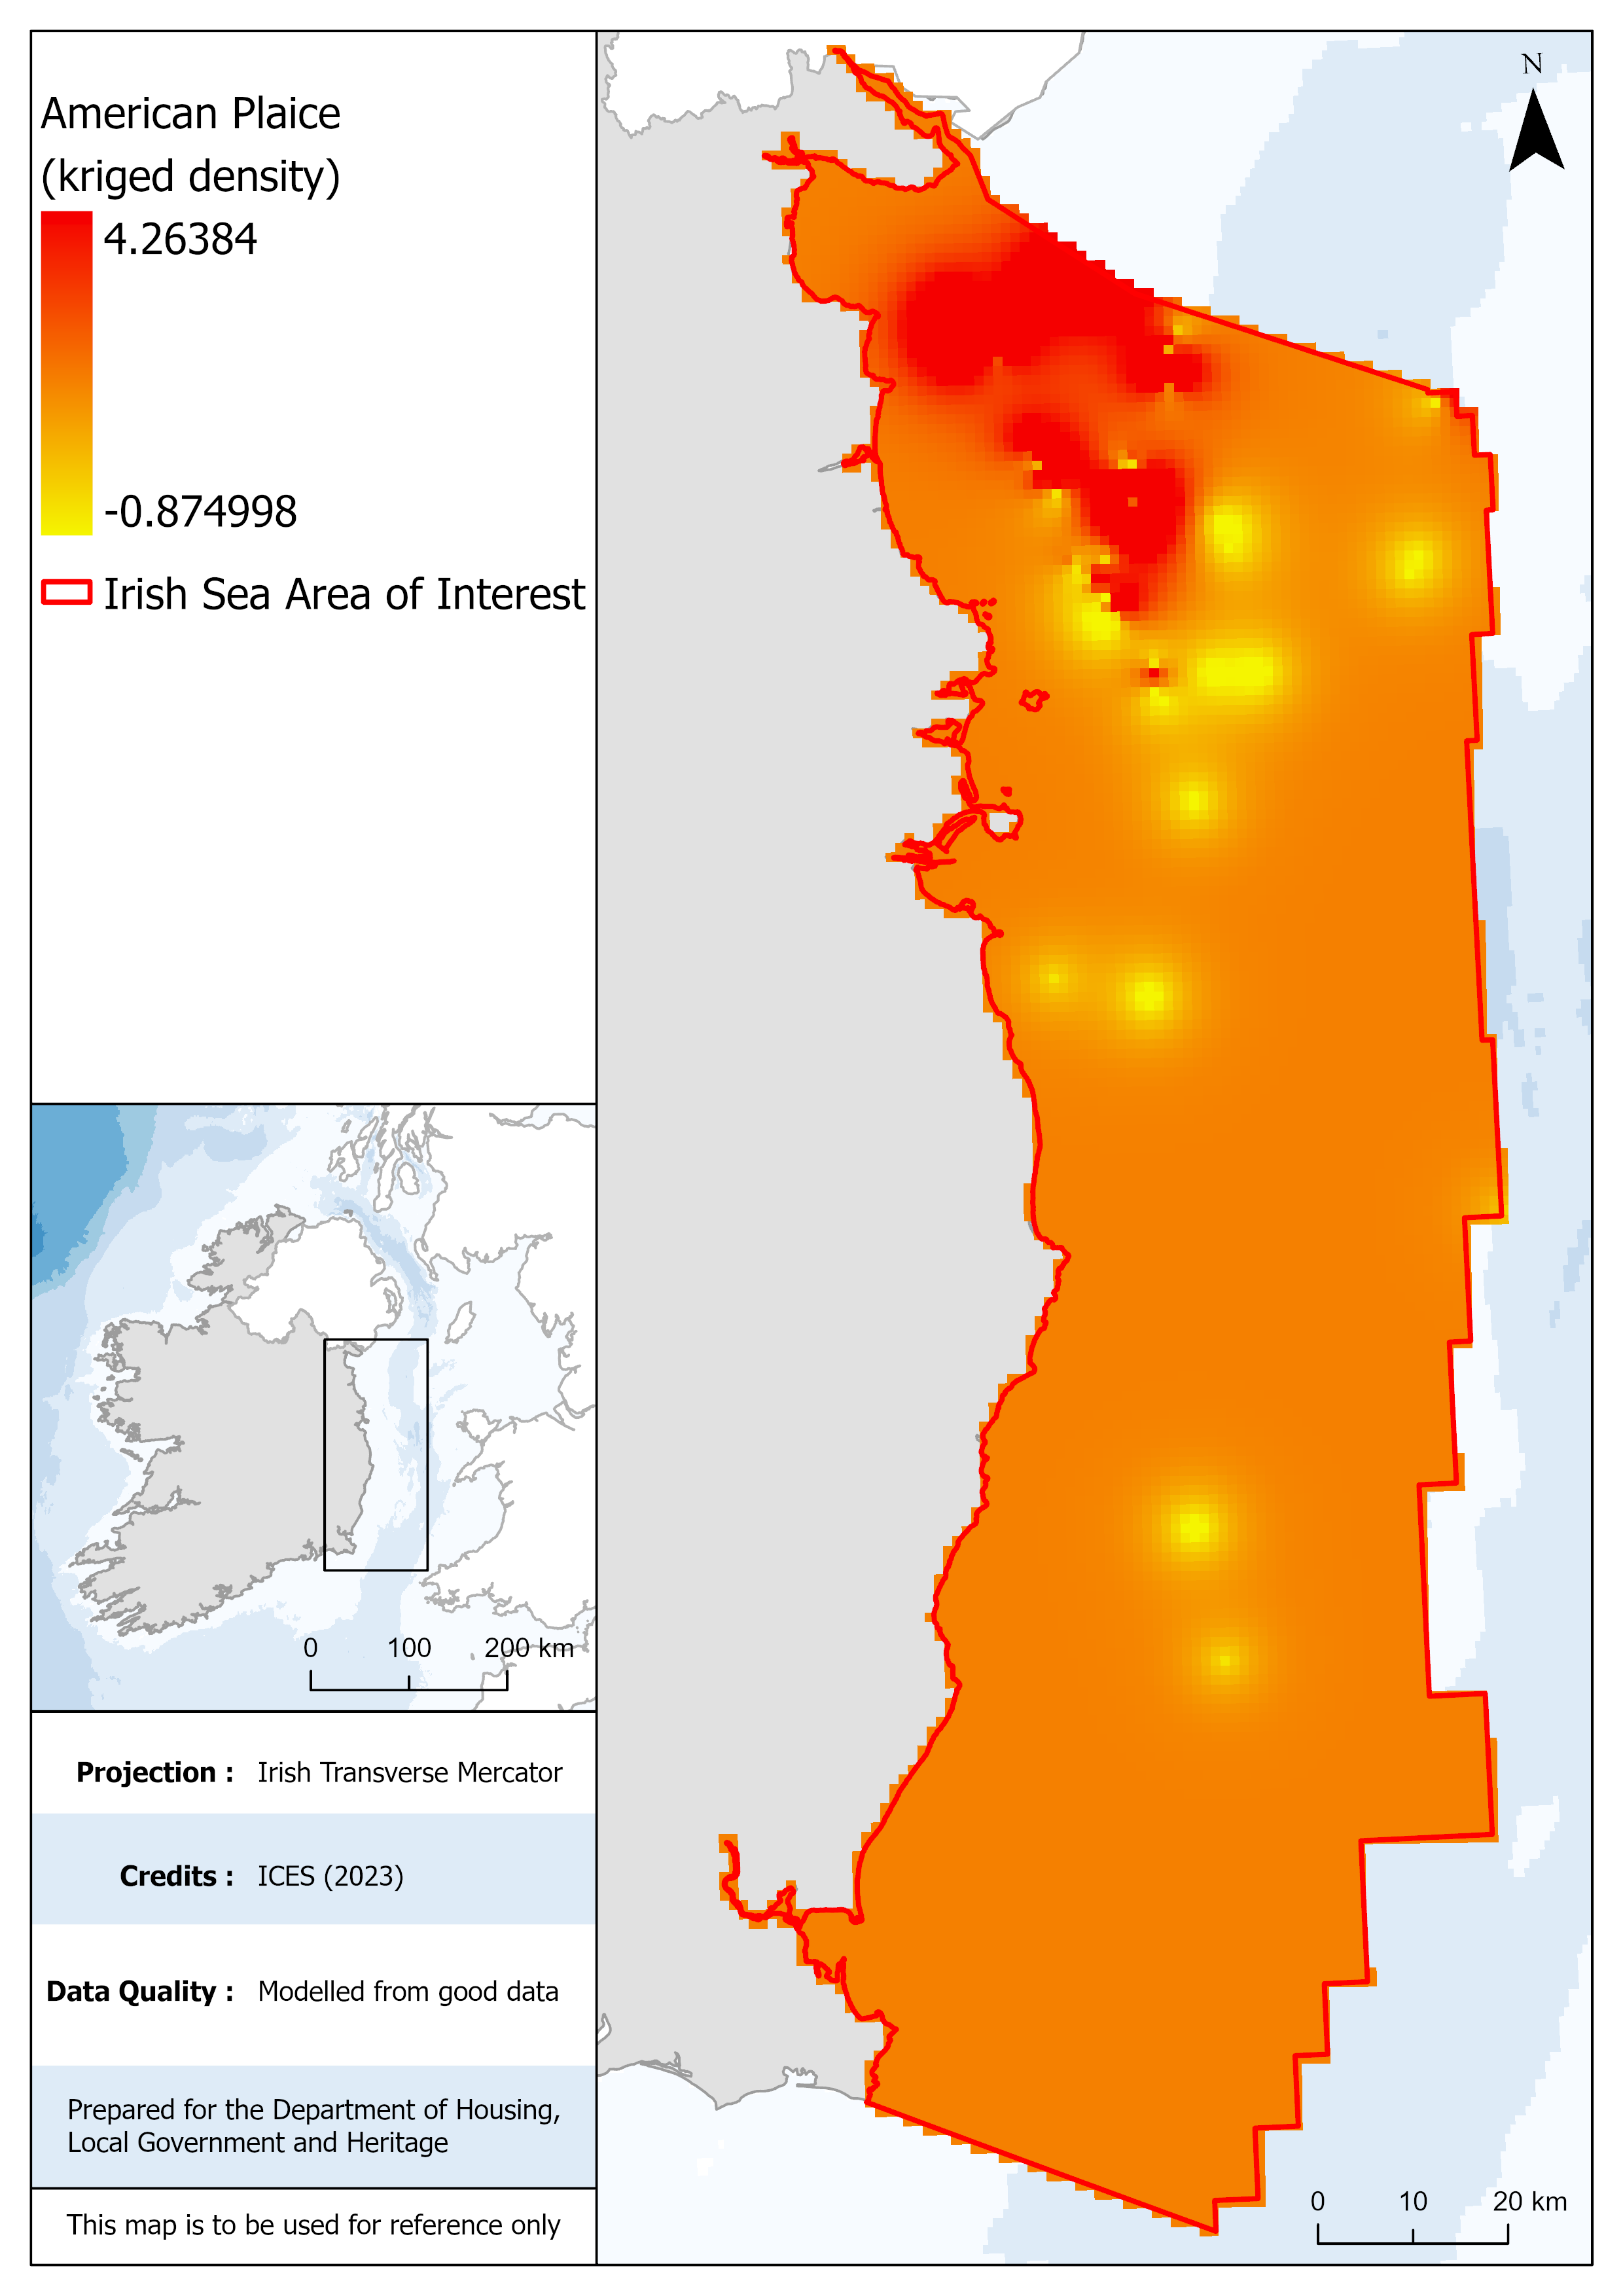 American Plaice
(kriged density)
4.26384
-0.874998
Irish Sea Area of Interest
N
0 100 200 km
Projection : Irish Transverse Mercator
Credits : ICES (2023)
Data Quality : Modelled from good data
Prepared for the Department of Housing,
Local Government and Heritage
This map is to be used for reference only
0 10 20 km